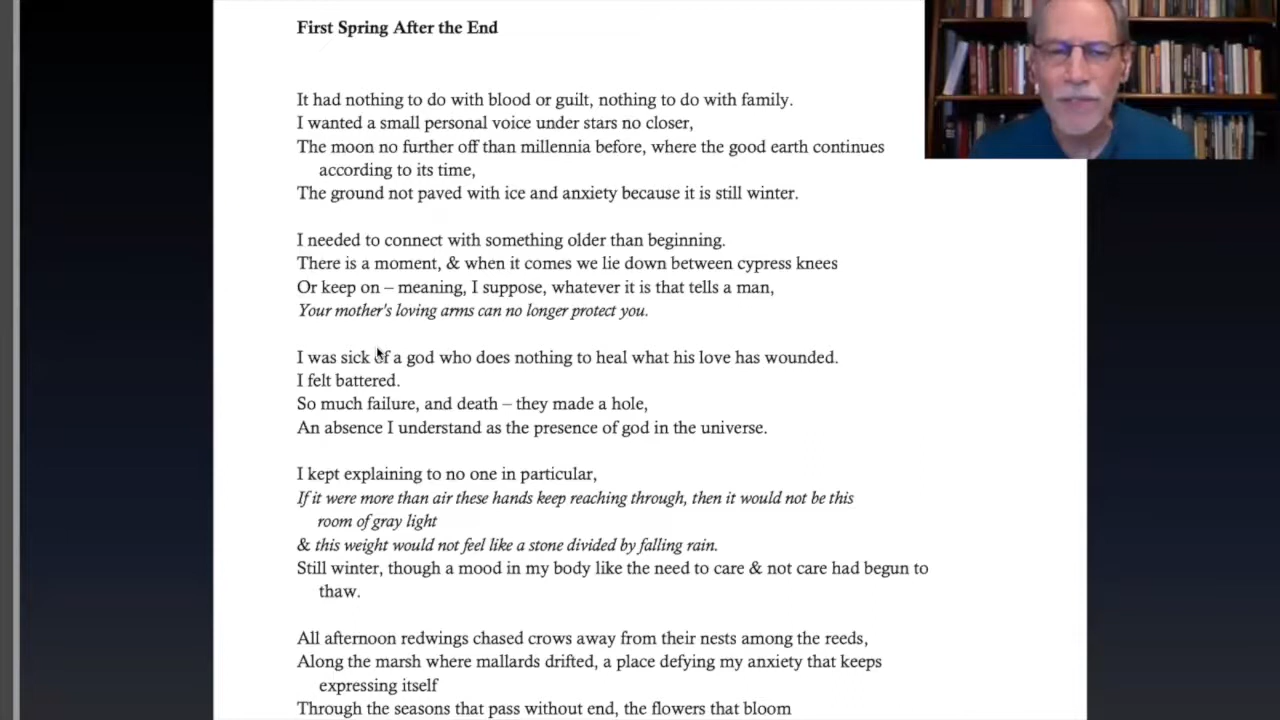 First Spring After the End
It had nothing to do with blood or guilt, nothing to do with family.
I wanted a small personal voice under stars no closer,
The moon no further off than millennia before, where the good earth continues
according to its time,
The ground not paved with ice and anxiety because it is still winter.
I needed to connect with something older than beginning.
There is a moment, & when it comes we lie down between cypress knees
Or keep on – meaning, I suppose, whatever it is that tells a man,
Your mother's loving arms can no longer protect you.
I was sick of a god who does nothing to heal what his love has wounded.
I felt battered.
So much failure, and death – they made a hole,
An absence I understand as the presence of god in the universe.
I kept explaining to no one in particular,
If it were more than air these hands keep reaching through, then it would not be this
room of gray light
& this weight would not feel like a stone divided by falling rain.
Still winter, though a mood in my body like the need to care & not care had begun to
thaw.
All afternoon redwings chased crows away from their nests among the reeds,
Along the marsh where mallards drifted, a place defying my anxiety that keeps
expressing itself
Through the seasons that pass without end, the flowers that bloom